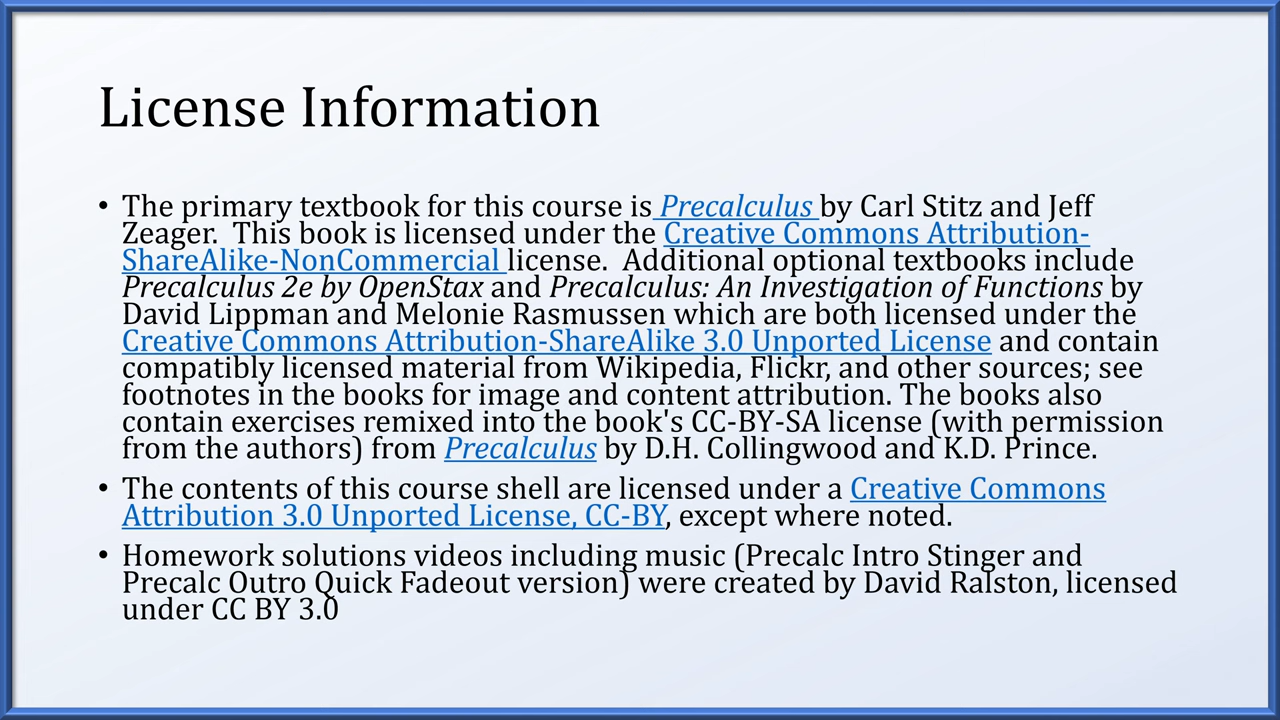 License Information
• The primary textbook for this course is Precalculus by Carl Stitz and Jeff
Zeager.  This book is licensed under the Creative Commons Attribution-
ShareAlike-NonCommercial license.  Additional optional textbooks include
Precalculus 2e by OpenStax and Precalculus: An Investigation of Functions by
David Lippman and Melonie Rasmussen which are both licensed under the
Creative Commons Attribution-ShareAlike 3.0 Unported License and contain
compatibly licensed material from Wikipedia, Flickr, and other sources; see
footnotes in the books for image and content attribution. The books also
contain exercises remixed into the book's CC-BY-SA license (with permission
from the authors) from Precalculus by D.H. Collingwood and K.D. Prince.
• The contents of this course shell are licensed under a Creative Commons
Attribution 3.0 Unported License, CC-BY, except where noted.
• Homework solutions videos including music (Precalc Intro Stinger and
Precalc Outro Quick Fadeout version) were created by David Ralston, licensed
under CC BY 3.0